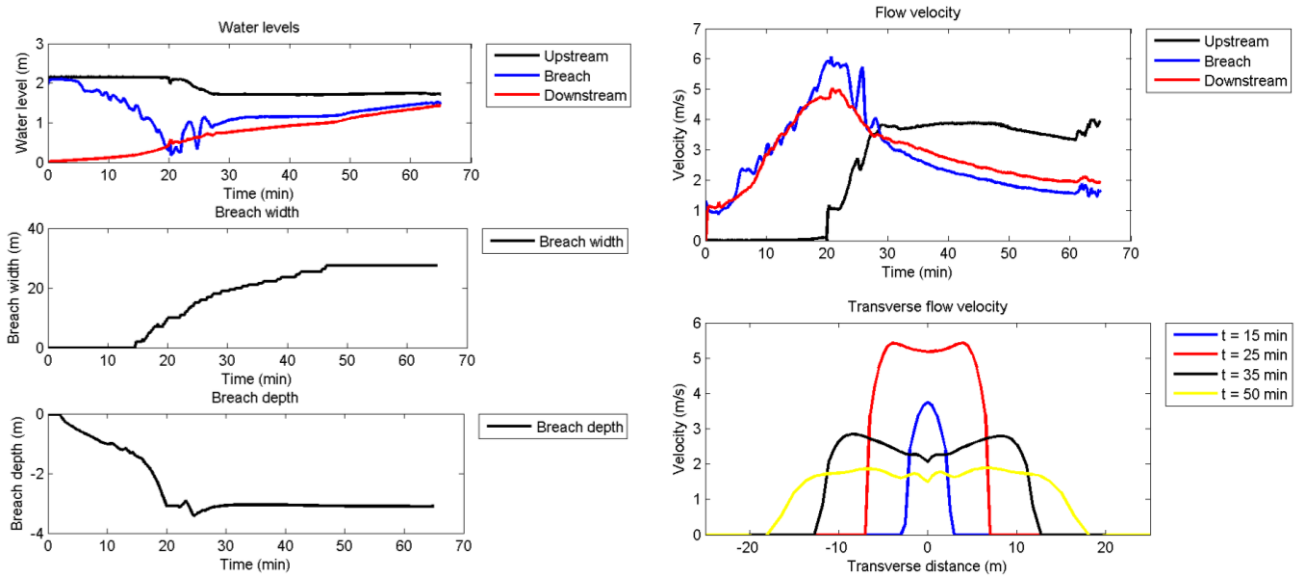 Water levels
Water level (m)
3
2
1
0
0 10 20 30 40 50 60 70
Time (min)
Upstream
Breach
Downstream
Breach width
Breach width (m)
40
20
0
0 10 20 30 40 50 60 70
Time (min)
Breach width
Breach depth
Breach depth (m)
0
-2
-4
0 10 20 30 40 50 60 70
Time (min)
Breach depth
Flow velocity
Velocity (m/s)
7
6
5
4
3
2
1
0
0 10 20 30 40 50 60 70
Time (min)
Upstream
Breach
Downstream
Transverse flow velocity
Velocity (m/s)
6
5
4
3
2
1
0
-20 -10 0 10 20
Transverse distance (m)
t = 15 min
t = 25 min
t = 35 min
t = 50 min